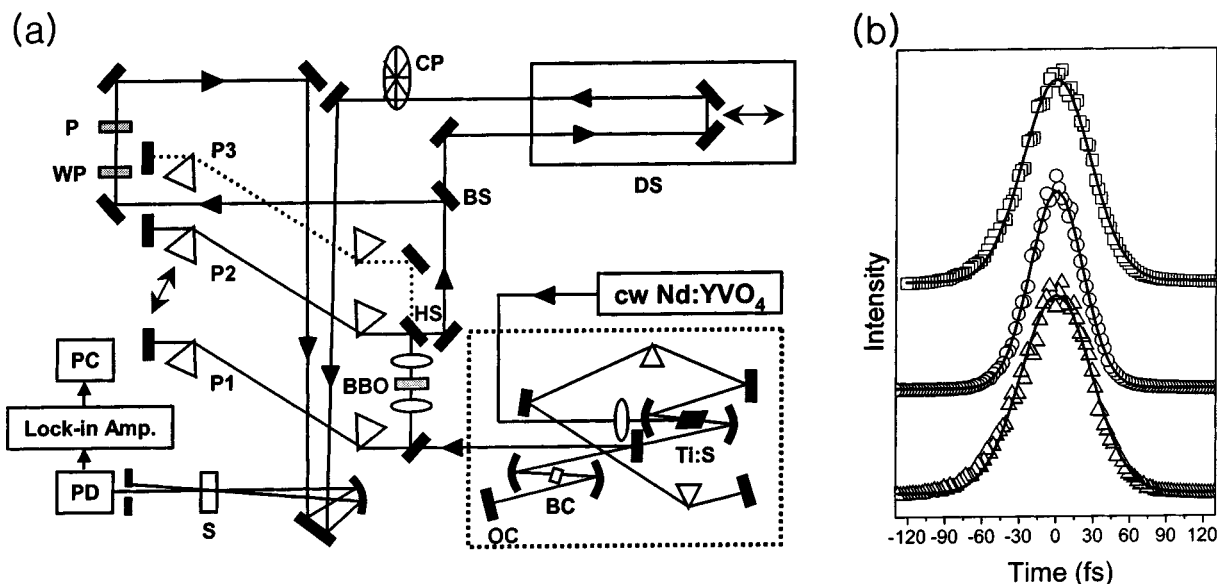 (a)
CP
P
P3
WP
BS
DS
P2
HS
cw Nd:YVO4
PC
P1
BBO
Lock-in Amp.
Ti:S
PD
BC
S
OC
(b)
Intensity
-120 -90 -60 -30 0 30 60 90 120
Time (fs)